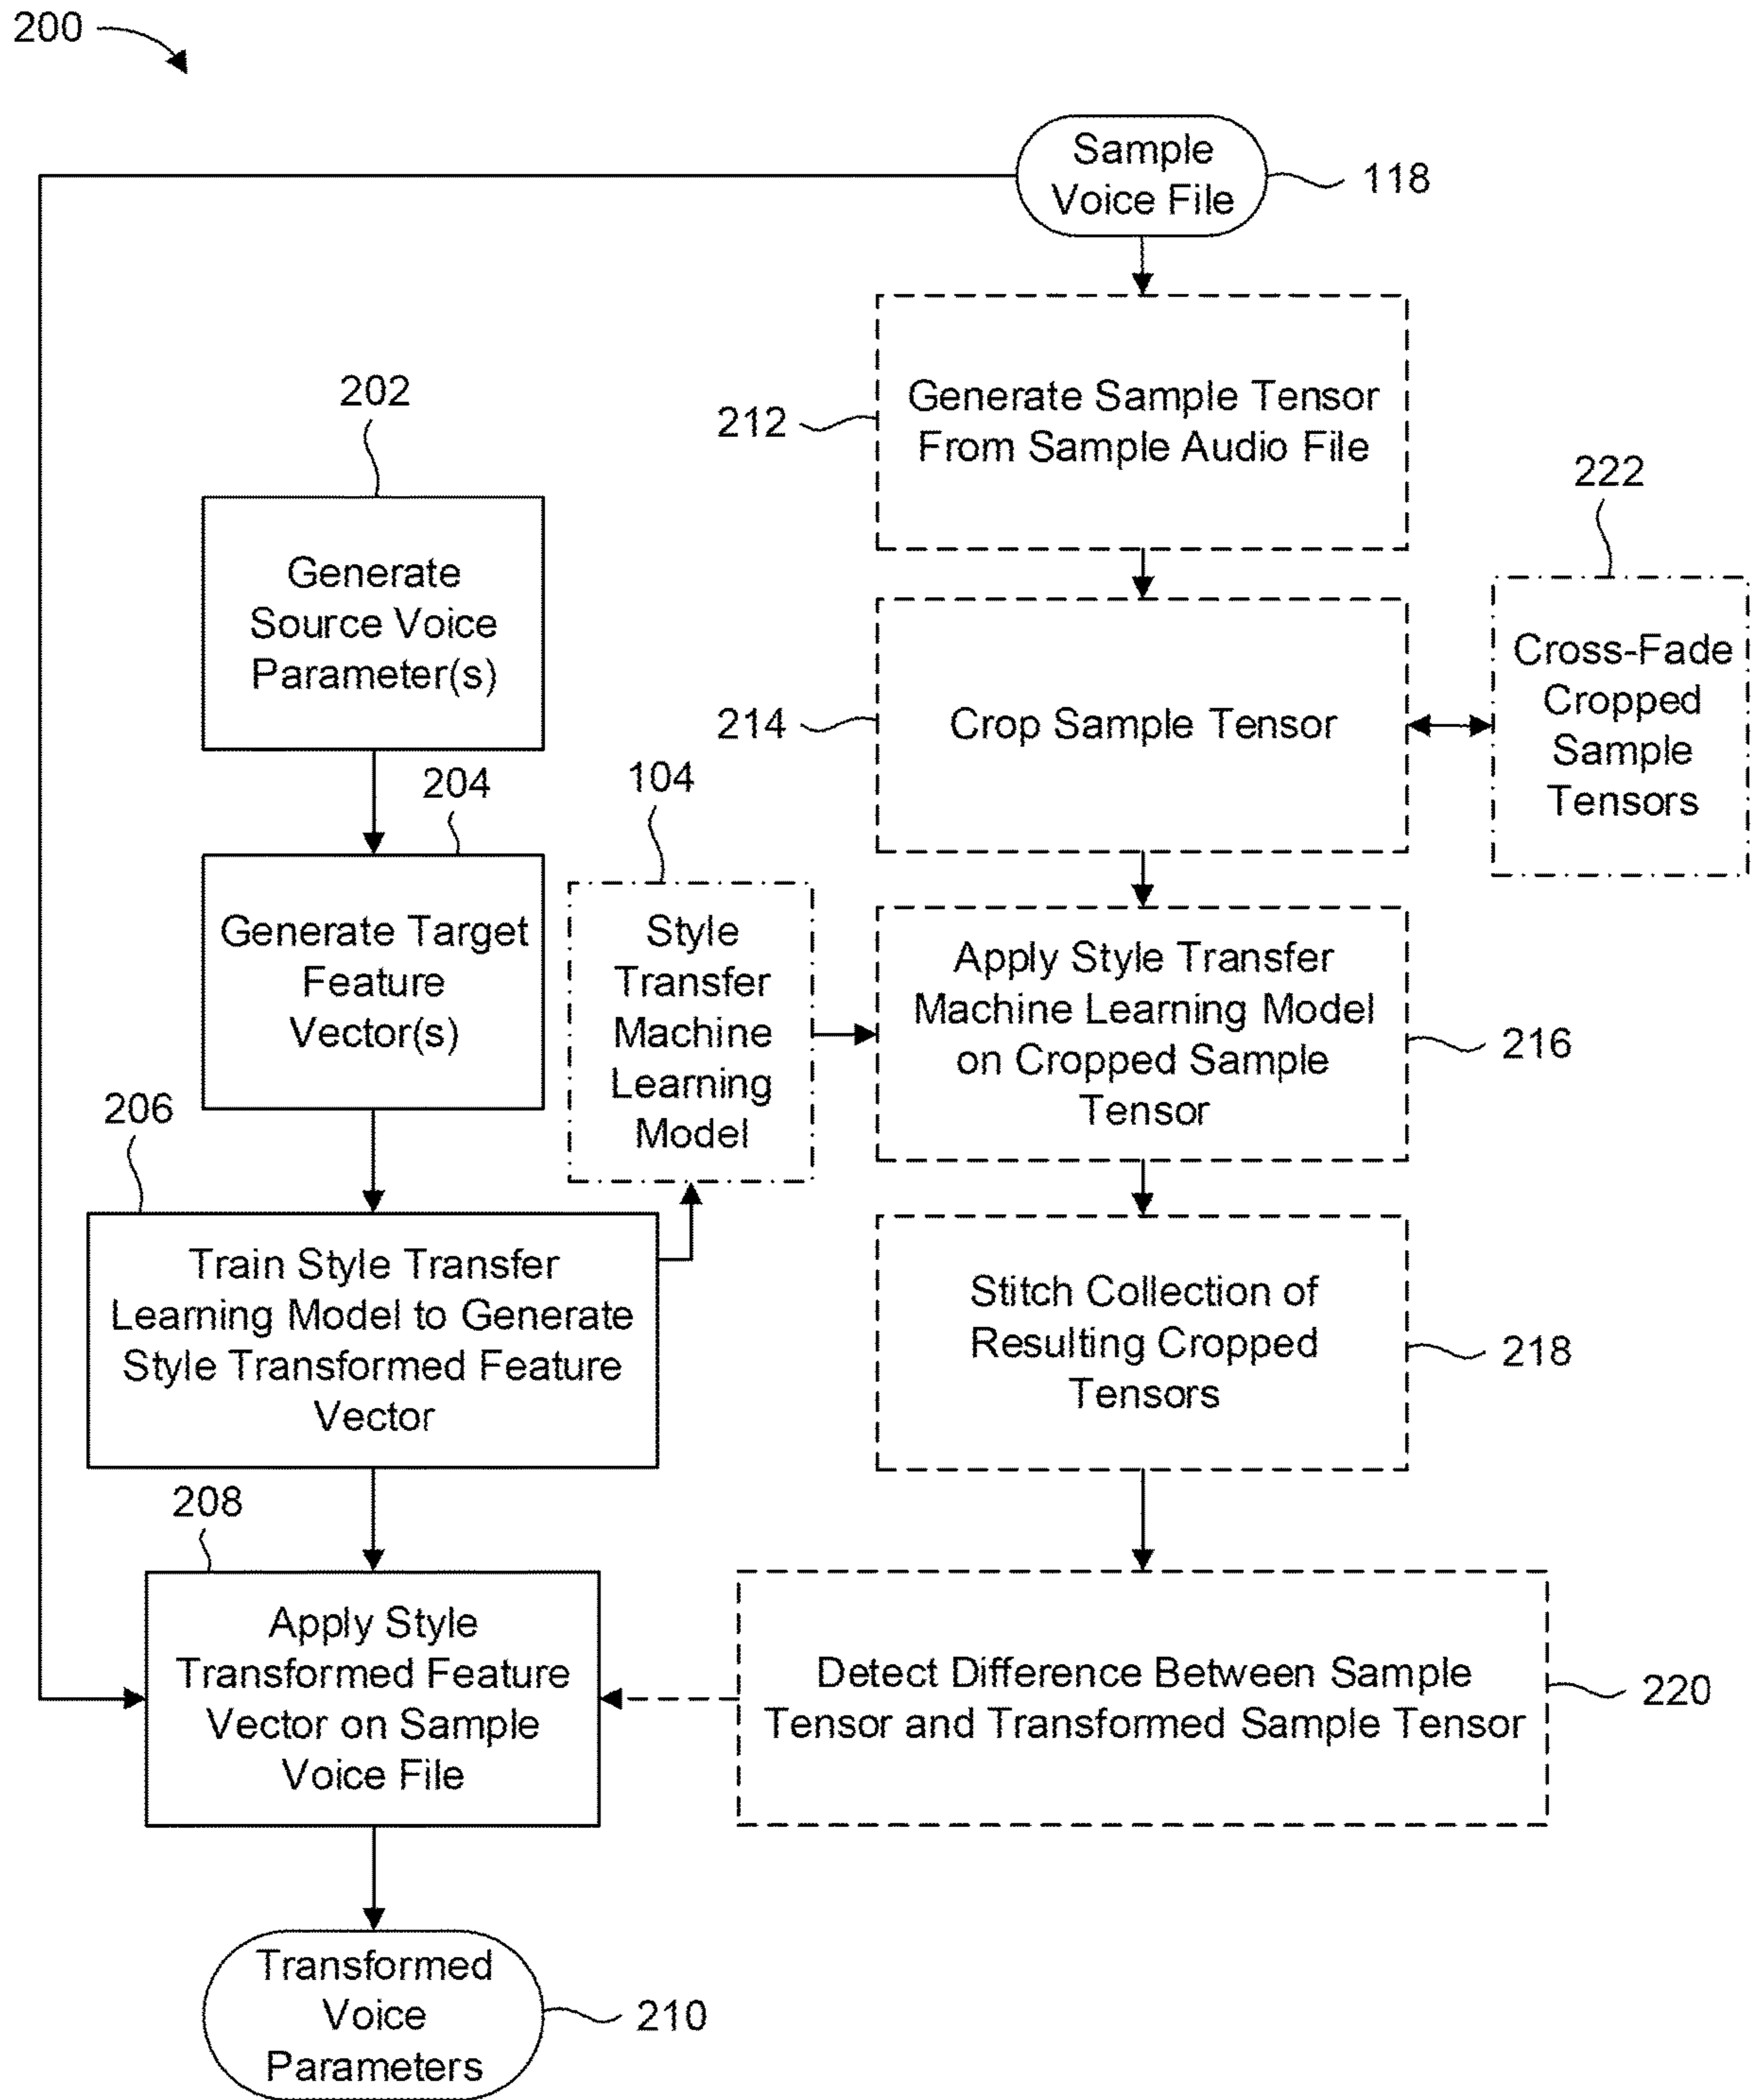 200
Sample
Voice File
118
Generate Sample Tensor
From Sample Audio File
212
202
222
Generate
Source Voice
Parameter(s)
Crop Sample Tensor
214
Cross-Fade
Cropped
Sample
Tensors
204
104
Generate Target
Feature
Vector(s)
Style
Transfer
Machine
Learning
Model
Apply Style Transfer
Machine Learning Model
on Cropped Sample
Tensor
216
206
Train Style Transfer
Learning Model to Generate
Style Transformed Feature
Vector
Stitch Collection of
Resulting Cropped
Tensors
218
208
Apply Style
Transformed Feature
Vector on Sample
Voice File
Detect Difference Between Sample
Tensor and Transformed Sample Tensor
220
Transformed
Voice
Parameters
210